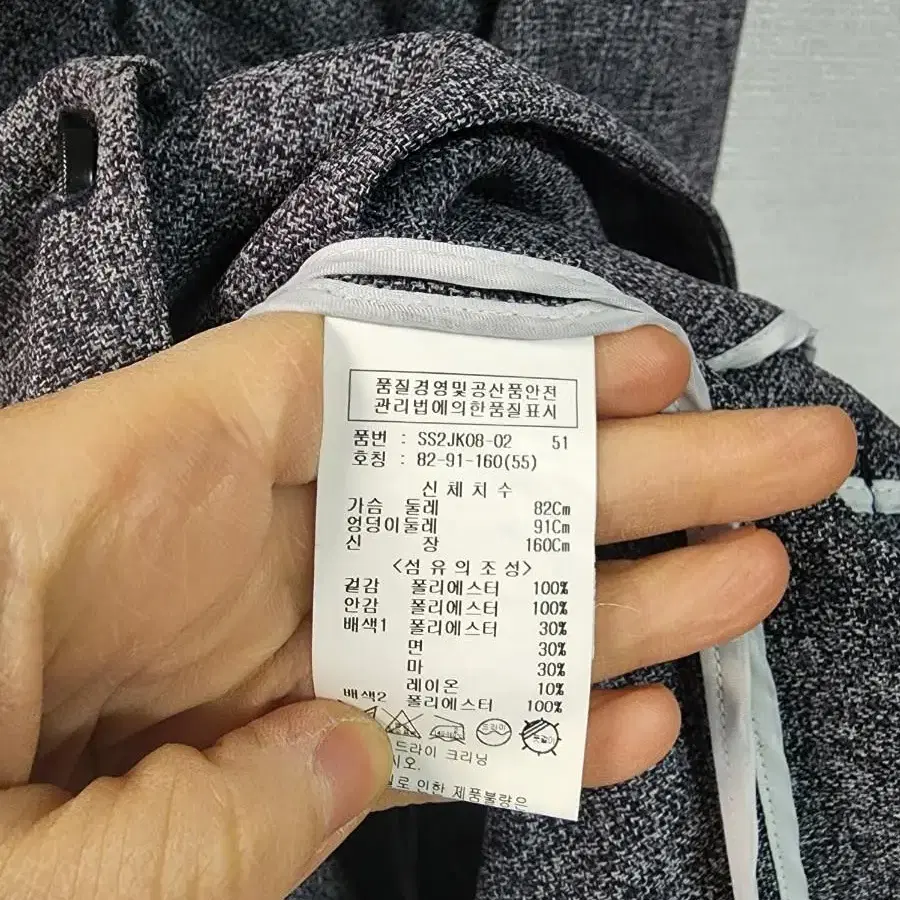 품질경영및공산품안전
관리법에의한품질표시
품번 : SS2JK08-02 51
호칭 : 82-91-160(55)
신체치수
가슴 둘레 82Cm
엉덩이둘레 91Cm
신 장 160Cm
<섬유의조성>
겉감 폴리에스터 100%
안감 폴리에스터 100%
배색1 폴리에스터 30%
면 30%
마 30%
레이온 10%
배색2 폴리에스터 100%
드라이
드라이 크리닝
시오.
로 인한 제품불량은